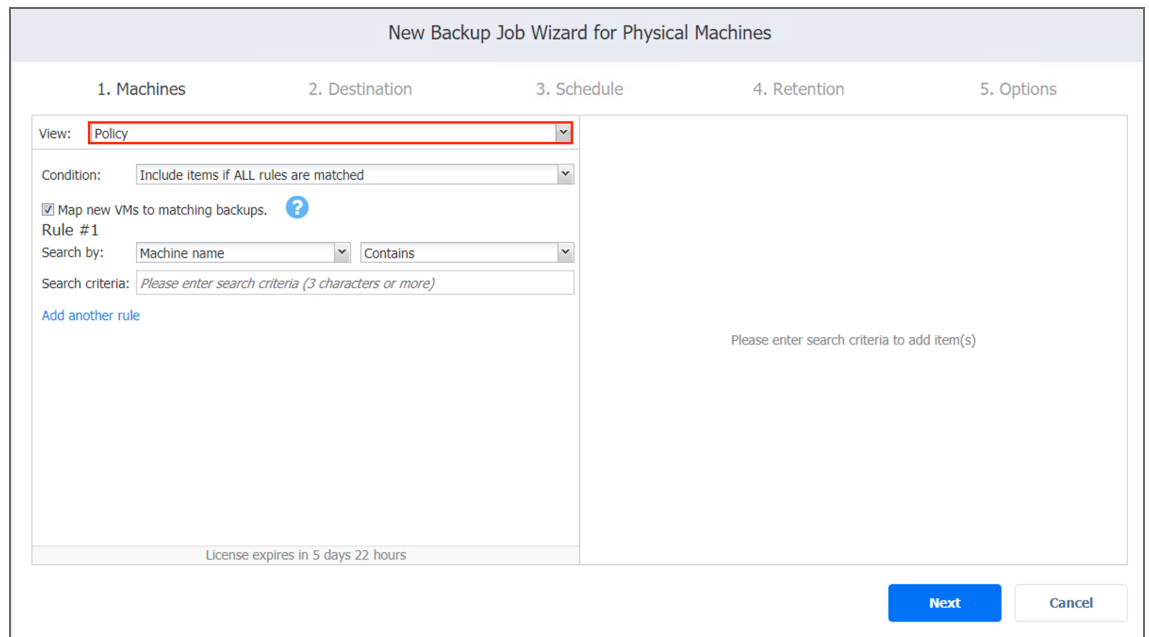 New Backup Job Wizard for Physical Machines
1. Machines 2. Destination 3. Schedule 4. Retention 5. Options
View: Policy
Condition: Include items if ALL rules are matched
Map new VMs to matching backups. ?
Rule #1
Search by: Machine name Contains
Search criteria: Please enter search criteria (3 characters or more)
Add another rule
Please enter search criteria to add item(s)
License expires in 5 days 22 hours
Next Cancel